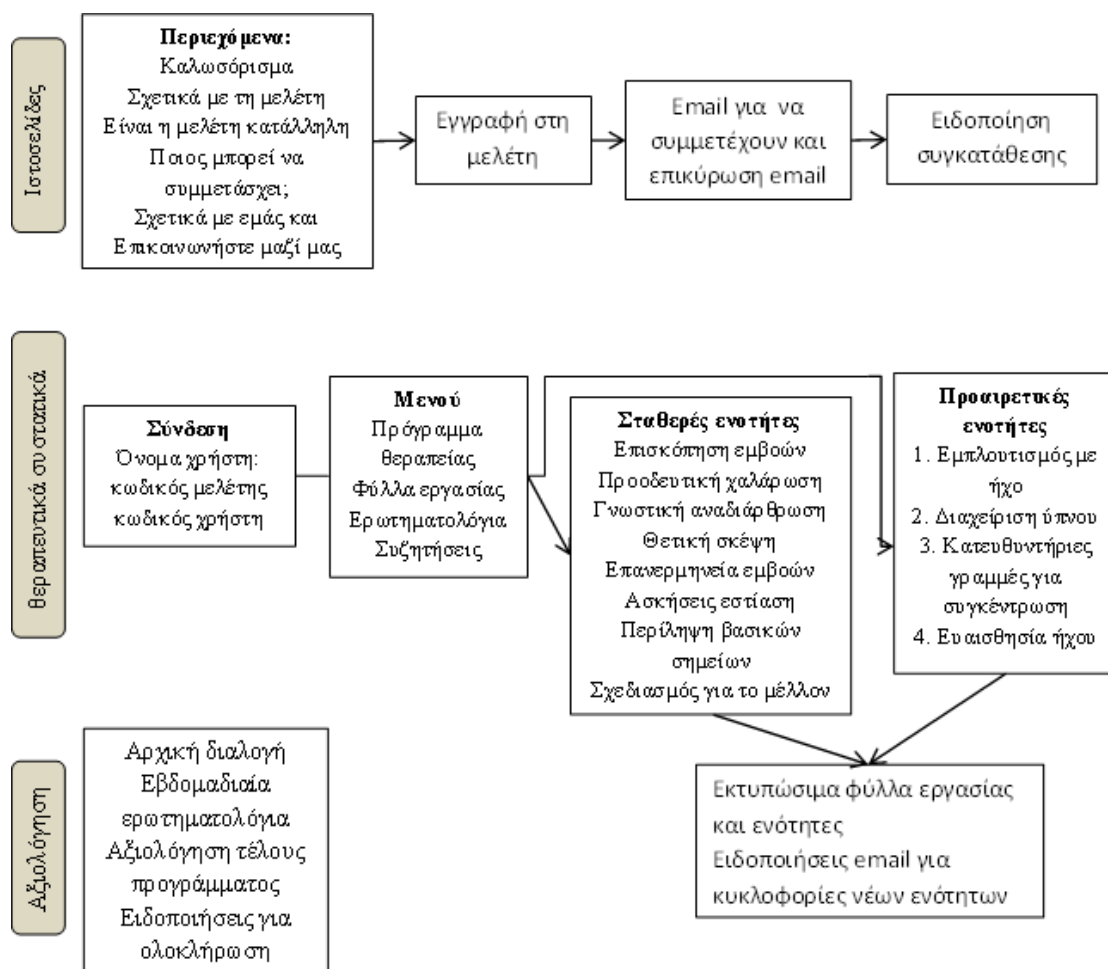 Ιστοσελίδες
Περιεχόμενα:
Καλωσόρισμα
Σχετικά με τη μελέτη
Είναι η μελέτη κατάλληλη
Ποιος μπορεί να
συμμετάσχει;
Σχετικά με εμάς και
Επικοινωνήστε μαζί μας
Εγγραφή στη
μελέτη
Email για να
συμμετέχουν και
επικύρωση email
Ειδοποίηση
συγκατάθεσης
θεραπευτικά συστατικά
Σύνδεση
Όνομα χρήστη:
κωδικός μελέτης
κωδικός χρήστη
Μενού
Πρόγραμμα
θεραπείας
Φύλλα εργασίας
Ερωτηματολόγια
Συζητήσεις
Σταθερές ενοτήτες
Επισκόπηση εμβοών
Προοδευτική χαλάρωση
Γνωστική αναδιάρθρωση
Θετική σκέψη
Επανερμηνεία εμβοών
Ασκήσεις εστίαση
Περίληψη βασικών
σημείων
Σχεδιασμός για το μέλλον
Προαιρετικές
ενοτήτες
1. Εμπλουτισμός με
ήχο
2. Διαχείριση ύπνου
3. Κατευθυντήριες
γραμμές για
συγκέντρωση
4. Ευαισθησία ήχου
Αξιολόγηση
Αρχική διαλογή
Εβδομαδιαία
ερωτηματολόγια
Αξιολόγηση τέλους
προγράμματος
Ειδοποιήσεις για
ολοκλήρωση
Εκτυπώσιμα φύλλα εργασίας
και ενότητες
Ειδοποιήσεις email για
κυκλοφορίες νέων ενότητων